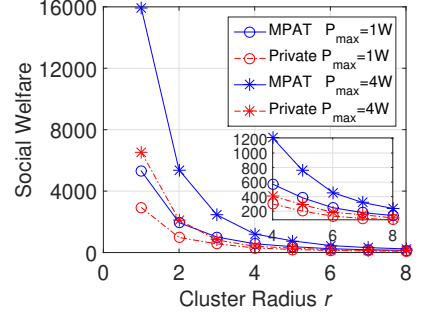 16000
12000
8000
4000
0
Social Welfare
MPAT P_max=1W
Private P_max=1W
MPAT P_max=4W
Private P_max=4W
1200
1000
800
600
400
200
4 6 8
0 2 4 6 8
Cluster Radius r